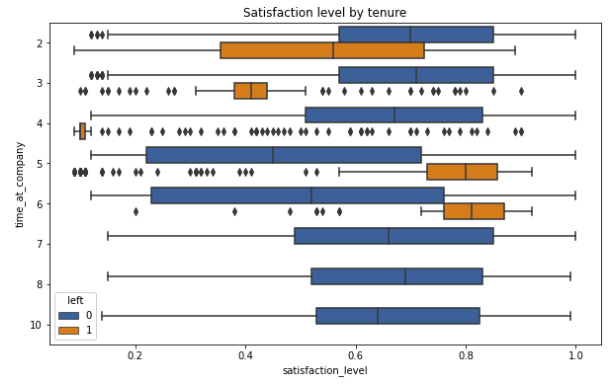 Satisfaction level by tenure
time_at_company
2
3
4
5
6
7
8
10
left
0
1
0.2 0.4 0.6 0.8 1.0
satisfaction_level